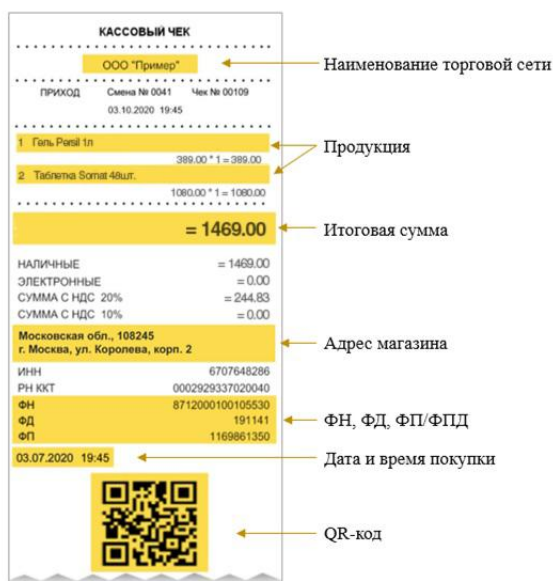 КАССОВЫЙ ЧЕК
ООО "Пример"
Наименование торговой сети
ПРИХОД Смена № 0041 Чек № 00109
03.10.2020 19:45
1 Гель Persil 1л
389.00 * 1 = 389.00
Продукция
2 Таблетка Somat 48шт.
1080.00 * 1 = 1080.00
= 1469.00
Итоговая сумма
НАЛИЧНЫЕ = 1469.00
ЭЛЕКТРОННЫЕ = 0.00
СУММА С НДС 20% = 244.83
СУММА С НДС 10% = 0.00
Московская обл., 108245
г. Москва, ул. Королева, корп. 2
Адрес магазина
ИНН 6707648286
РН ККТ 0002929337020040
ФН 8712000100105530
ФД 191141
ФП 1169861350
ФН, ФД, ФП/ФПД
03.07.2020 19:45
Дата и время покупки
QR-код